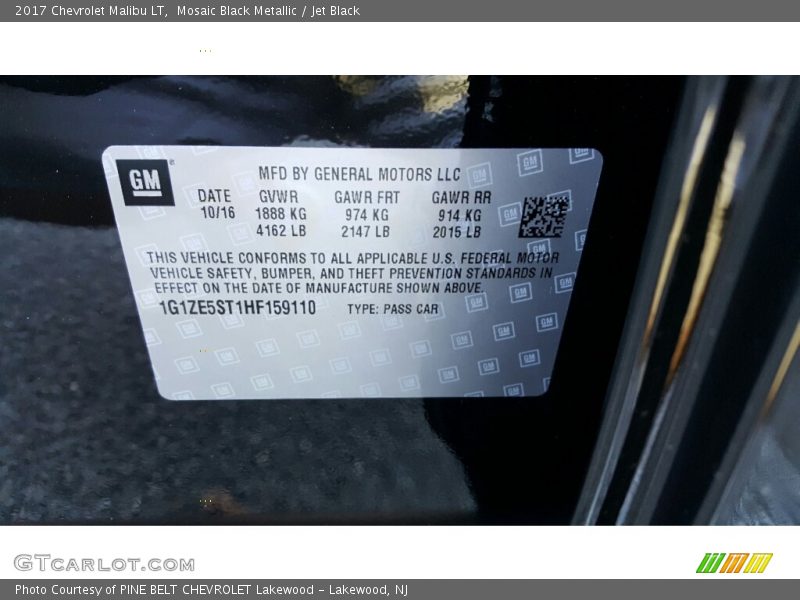 2017 Chevrolet Malibu LT, Mosaic Black Metallic / Jet Black
GM
MFD BY GENERAL MOTORS LLC
DATE GVWR GAWR FRT GAWR RR
10/16 1888 KG 974 KG 914 KG
4162 LB 2147 LB 2015 LB
THIS VEHICLE CONFORMS TO ALL APPLICABLE U.S. FEDERAL MOTOR
VEHICLE SAFETY, BUMPER, AND THEFT PREVENTION STANDARDS IN
EFFECT ON THE DATE OF MANUFACTURE SHOWN ABOVE.
1G1ZE5ST1HF159110 TYPE: PASS CAR
GTCARLOT.COM
Photo Courtesy of PINE BELT CHEVROLET Lakewood - Lakewood, NJ